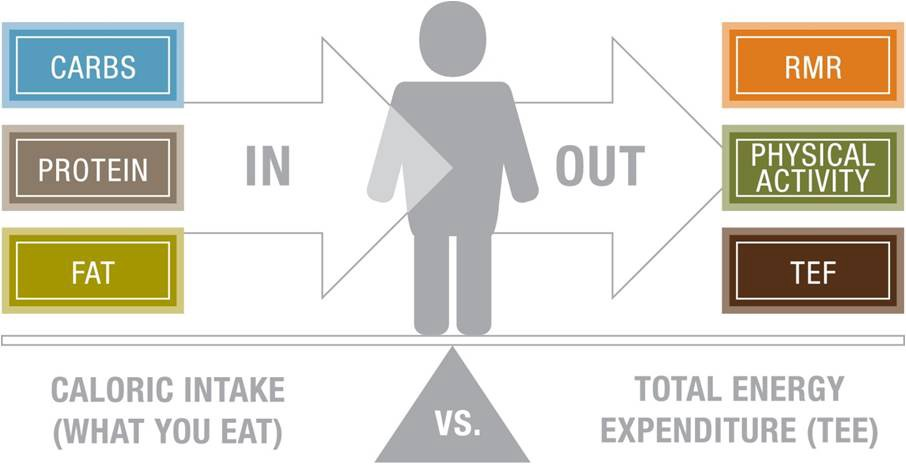 CARBS
PROTEIN
FAT
IN
OUT
RMR
PHYSICAL
ACTIVITY
TEF
CALORIC INTAKE
(WHAT YOU EAT)
VS.
TOTAL ENERGY
EXPENDITURE (TEE)